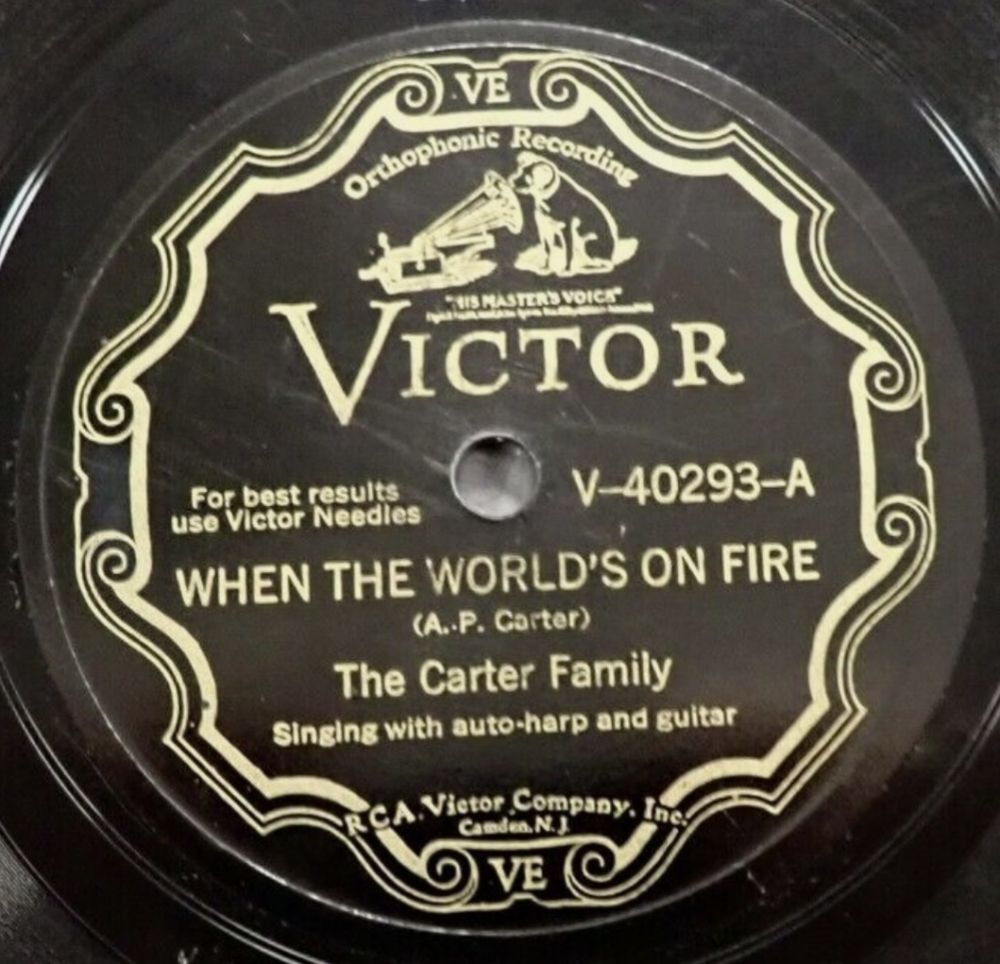 VE
Orthophonic Recording
"HIS MASTER'S VOICE"
VICTOR
For best results
use Victor Needles
V-40293-A
WHEN THE WORLD'S ON FIRE
(A. P. Carter)
The Carter Family
Singing with auto-harp and guitar
RCA Victor Company, Inc.
Camden, N.J.
VE